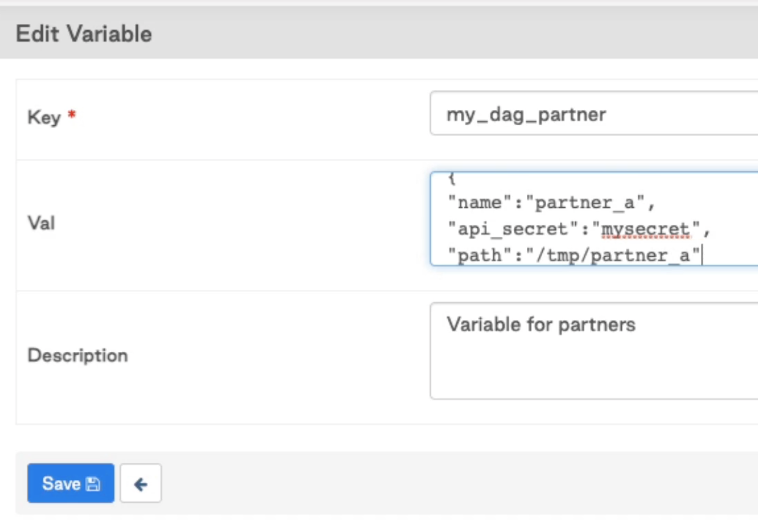 Edit Variable
Key *
my_dag_partner
Val
{
"name":"partner_a",
"api_secret":"mysecret",
"path":"/tmp/partner_a"
Description
Variable for partners
Save